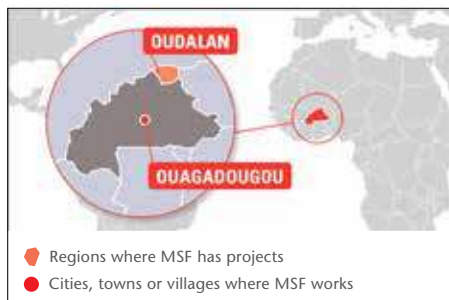 OUDALAN
OUAGADOUGOU
Regions where MSF has projects
Cities, towns or villages where MSF works